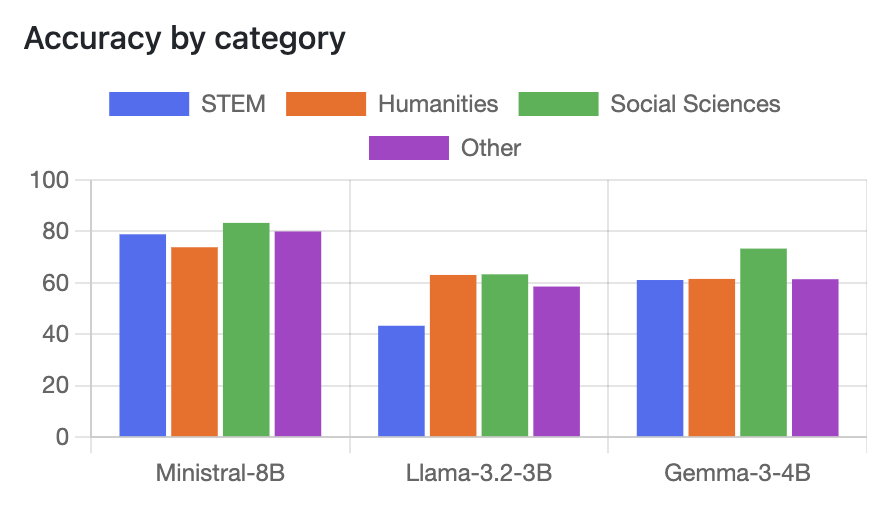 Accuracy by category
STEM Humanities Social Sciences
Other
100
80
60
40
20
0
Ministral-8B Llama-3.2-3B Gemma-3-4B